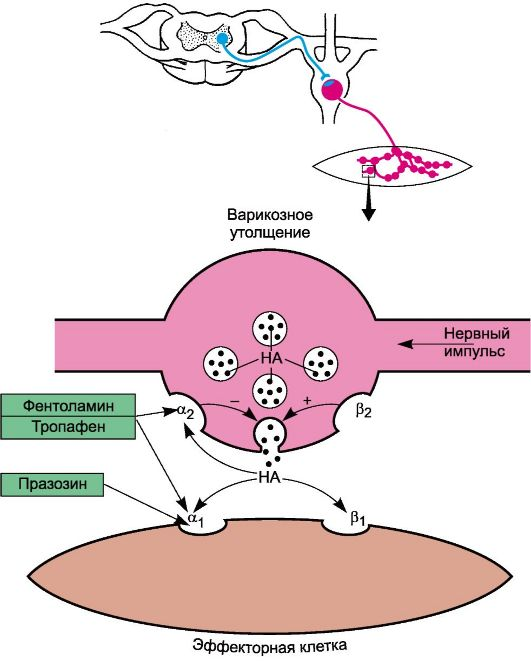 Варикозное
утолщение
Нервный
импульс
НА
Фентоламин
Тропафен
α2
–
+
β2
НА
Празозин
α1
β1
Эффекторная клетка